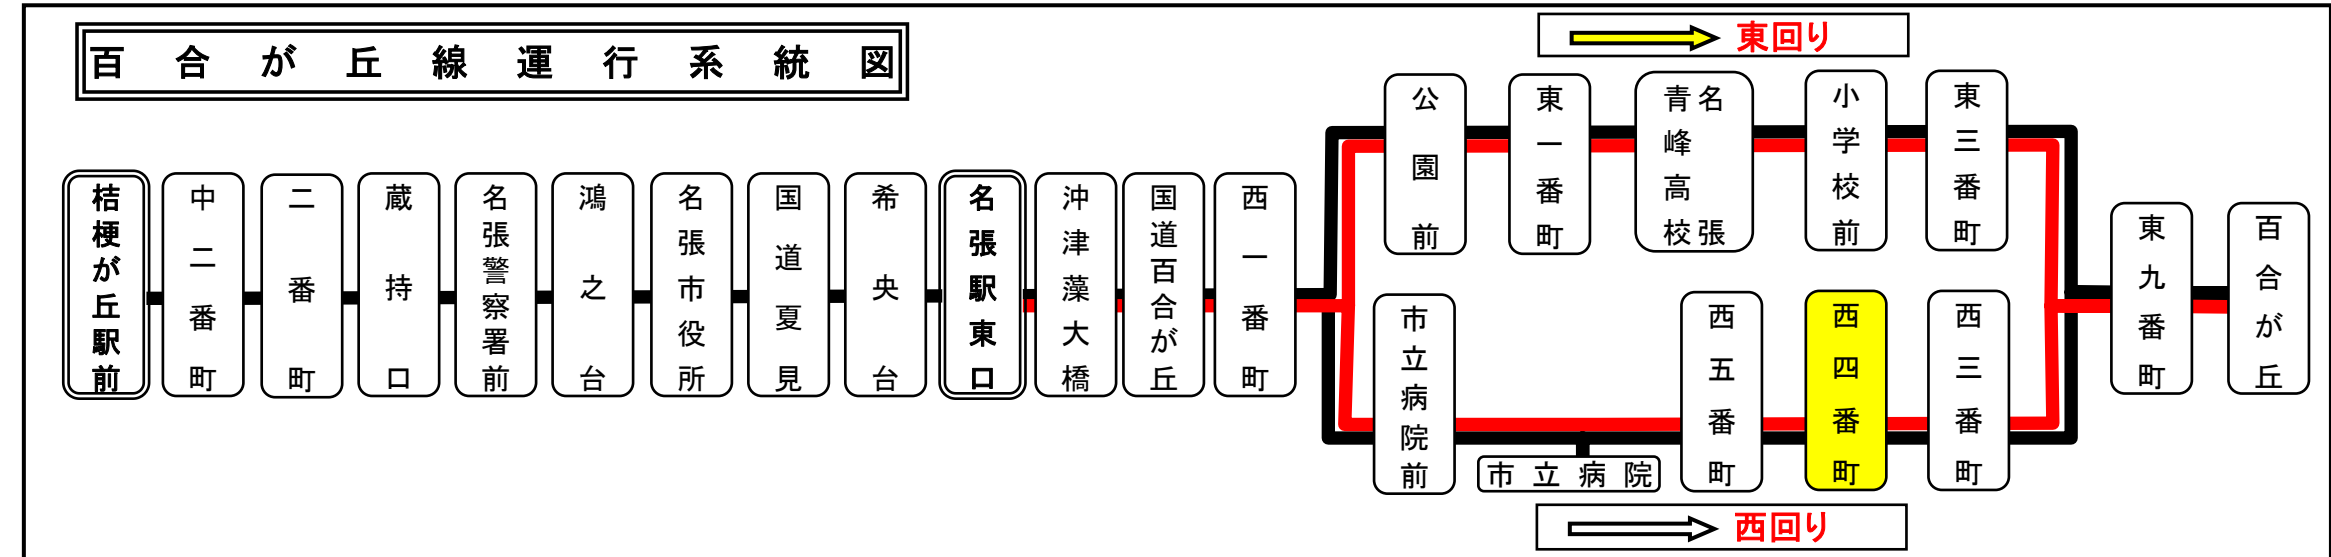 百合が丘線運行系統図
東回り
桔梗が丘駅前
中二番町
二番町
蔵持口
名張警察署前
鴻之台
名張市役所
国道夏見
希央台
名張駅東口
沖津藻大橋
国道百合が丘
西一番町
公園前
東一番町
名張
青峰高校
小学校前
東三番町
市立病院前
市立病院
西五番町
西四番町
西三番町
東九番町
百合が丘
西回り